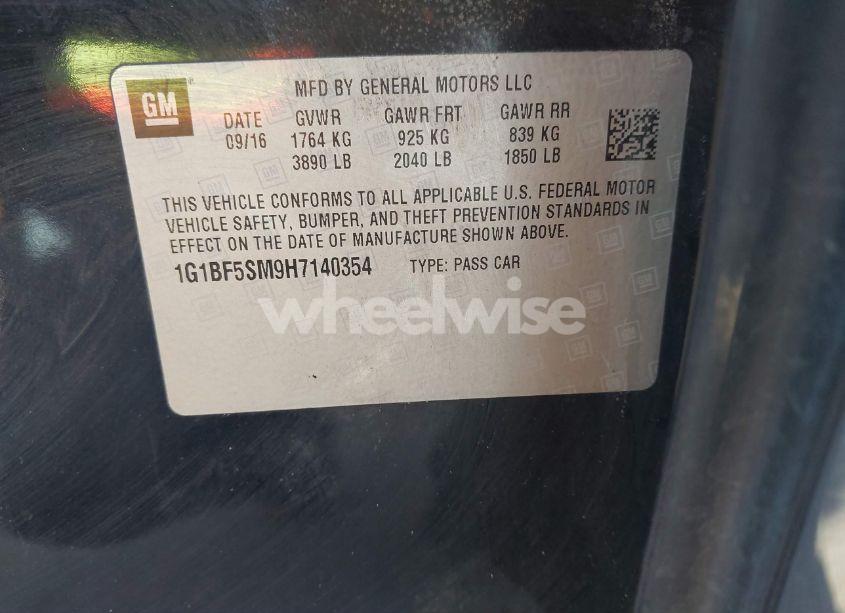 GM
MFD BY GENERAL MOTORS LLC
DATE GVWR GAWR FRT GAWR RR
09/16 1764 KG 925 KG 839 KG
3890 LB 2040 LB 1850 LB
THIS VEHICLE CONFORMS TO ALL APPLICABLE U.S. FEDERAL MOTOR
VEHICLE SAFETY, BUMPER, AND THEFT PREVENTION STANDARDS IN
EFFECT ON THE DATE OF MANUFACTURE SHOWN ABOVE.
1G1BF5SM9H7140354 TYPE: PASS CAR
wheelwise